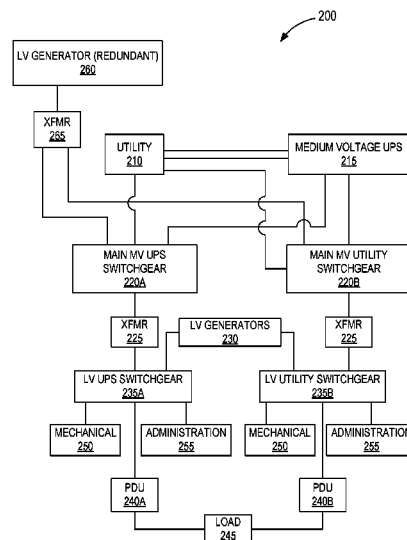 200
LV GENERATOR (REDUNDANT)
260
XFMR
265
UTILITY
210
MEDIUM VOLTAGE UPS
215
MAIN MV UPS
SWITCHGEAR
220A
MAIN MV UTILITY
SWITCHGEAR
220B
XFMR
225
LV GENERATORS
230
XFMR
225
LV UPS SWITCHGEAR
235A
LV UTILITY SWITCHGEAR
235B
MECHANICAL
250
ADMINISTRATION
255
MECHANICAL
250
ADMINISTRATION
255
PDU
240A
PDU
240B
LOAD
245